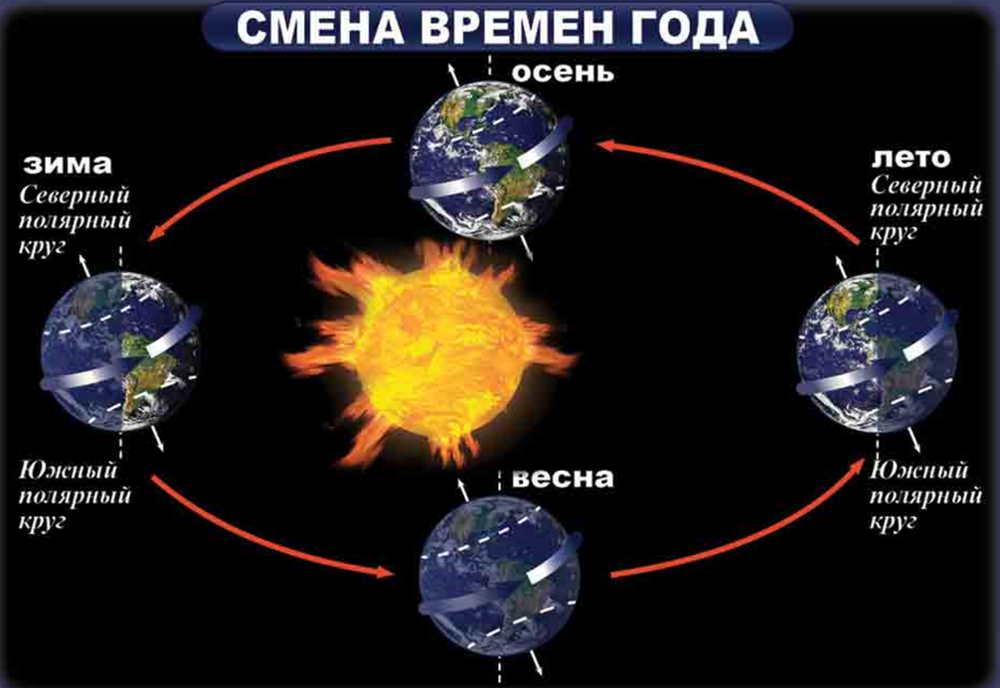 СМЕНА ВРЕМЕН ГОДА
осень
зима
Северный
полярный
круг
лето
Северный
полярный
круг
Южный
полярный
круг
весна
Южный
полярный
круг